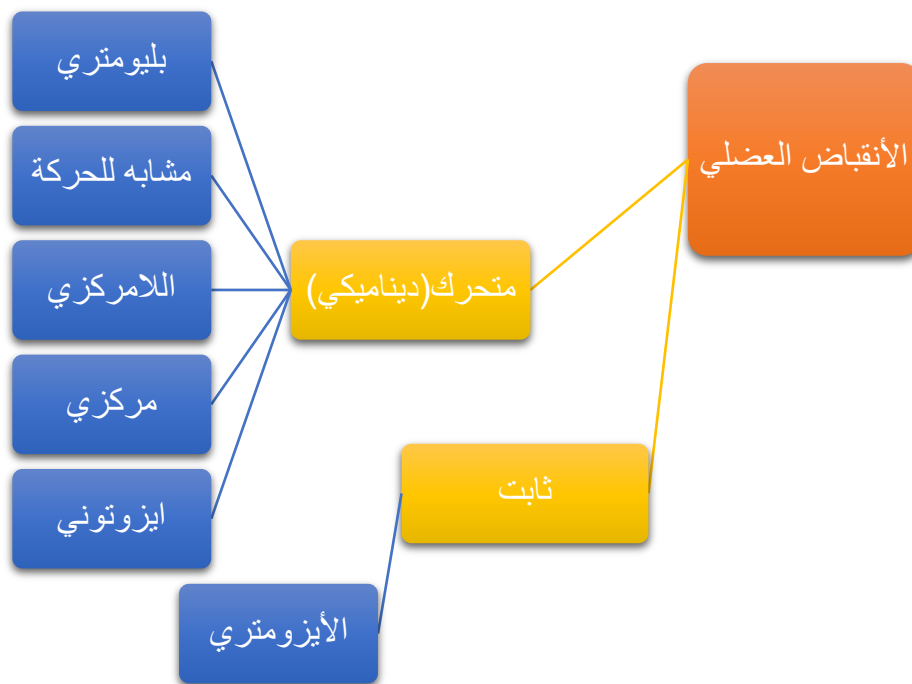 الأنقباض العضلي
متحرك(ديناميكي)
بليومتري
مشابه للحركة
اللامركزي
مركزي
ايزوتوني
ثابت
الأيزومتري